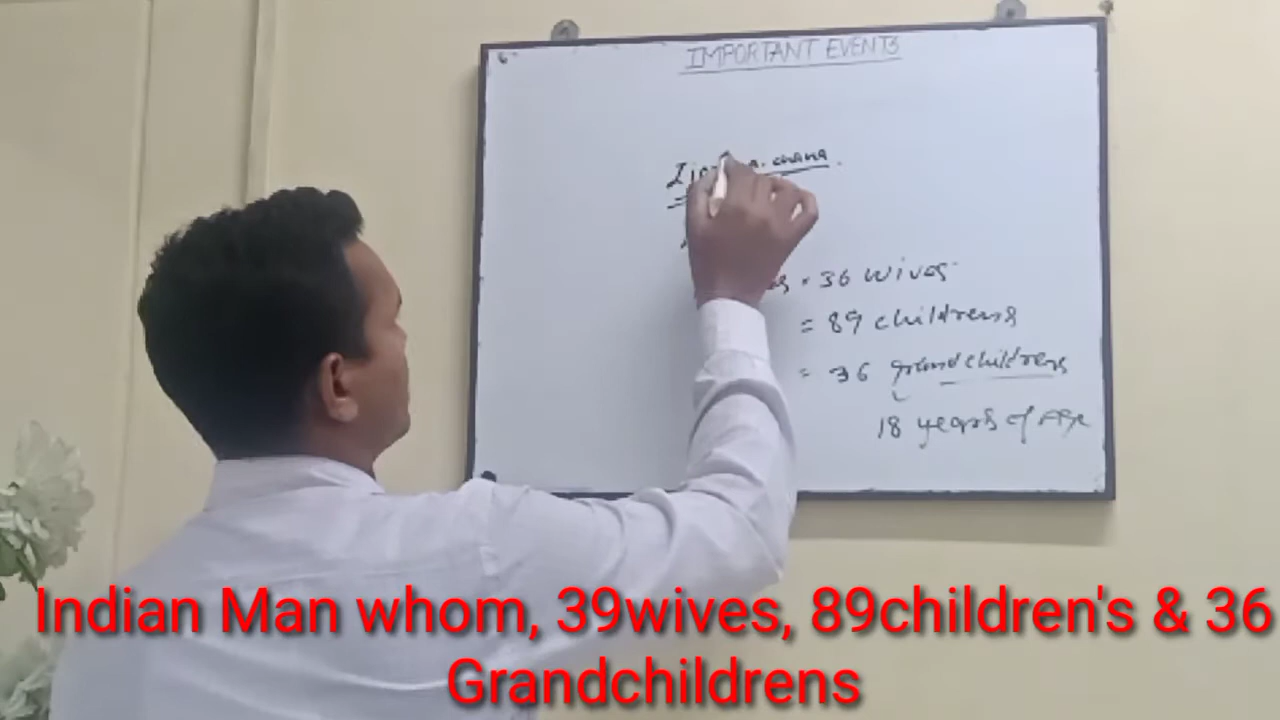 IMPORTANT EVENTS
chana
36 wives
= 89 childrens
= 36 grandchildrens
18 years of Age
Indian Man whom, 39wives, 89children's & 36
Grandchildrens